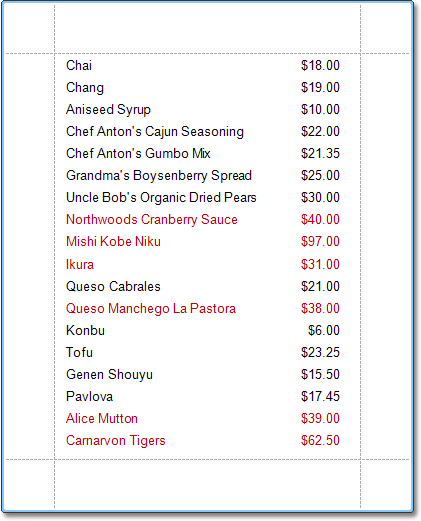 Chai $18.00
Chang $19.00
Aniseed Syrup $10.00
Chef Anton's Cajun Seasoning $22.00
Chef Anton's Gumbo Mix $21.35
Grandma's Boysenberry Spread $25.00
Uncle Bob's Organic Dried Pears $30.00
Northwoods Cranberry Sauce $40.00
Mishi Kobe Niku $97.00
Ikura $31.00
Queso Cabrales $21.00
Queso Manchego La Pastora $38.00
Konbu $6.00
Tofu $23.25
Genen Shouyu $15.50
Pavlova $17.45
Alice Mutton $39.00
Carnarvon Tigers $62.50